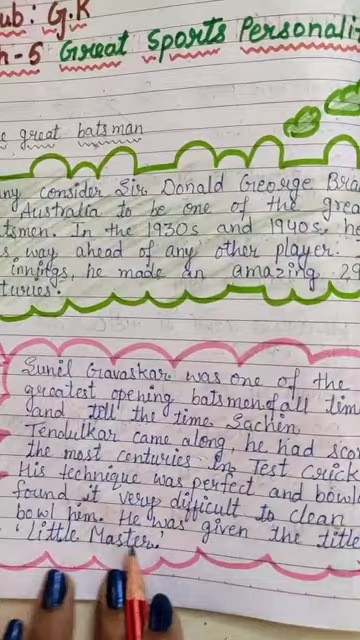 ub: G.K
h-5 Great Sports Personali
e great batsman
any consider Sir Donald George Bra
Australia to be one of the grea
tsmen. In the 1930s and 1940s, he
s way ahead of any other player.
innings, he made an amazing 29
turies.
Sunil Gavaskar was one of the
greatest opening batsmen of all tim
and till the time Sachin
Tendulkar came along, he had scor
the most centuries in Test Crick
His technique was perfect and bowl
found it very difficult to clean
bowl him. He was given the title
'Little Master.'